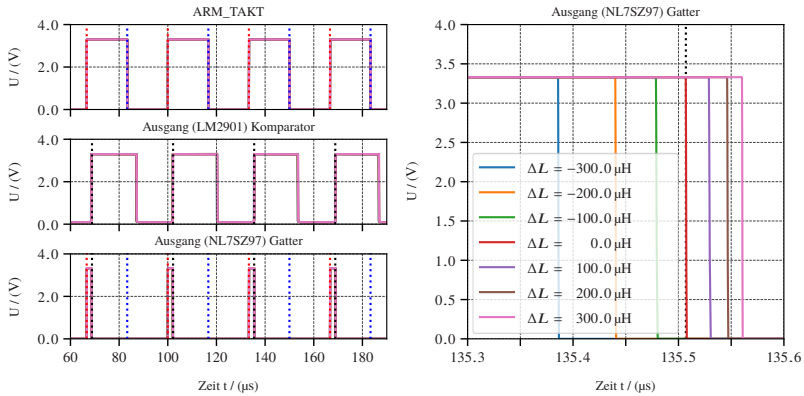 ARM_TAKT
U / (V)
4.0
2.0
0.0
Ausgang (LM2901) Komparator
U / (V)
4.0
2.0
0.0
Ausgang (NL7SZ97) Gatter
U / (V)
4.0
2.0
0.0
60 80 100 120 140 160 180
Zeit t / (µs)
Ausgang (NL7SZ97) Gatter
U / (V)
4.0
3.5
3.0
2.5
2.0
1.5
1.0
0.5
0.0
ΔL = −300.0 µH
ΔL = −200.0 µH
ΔL = −100.0 µH
ΔL = 0.0 µH
ΔL = 100.0 µH
ΔL = 200.0 µH
ΔL = 300.0 µH
135.3 135.4 135.5 135.6
Zeit t / (µs)